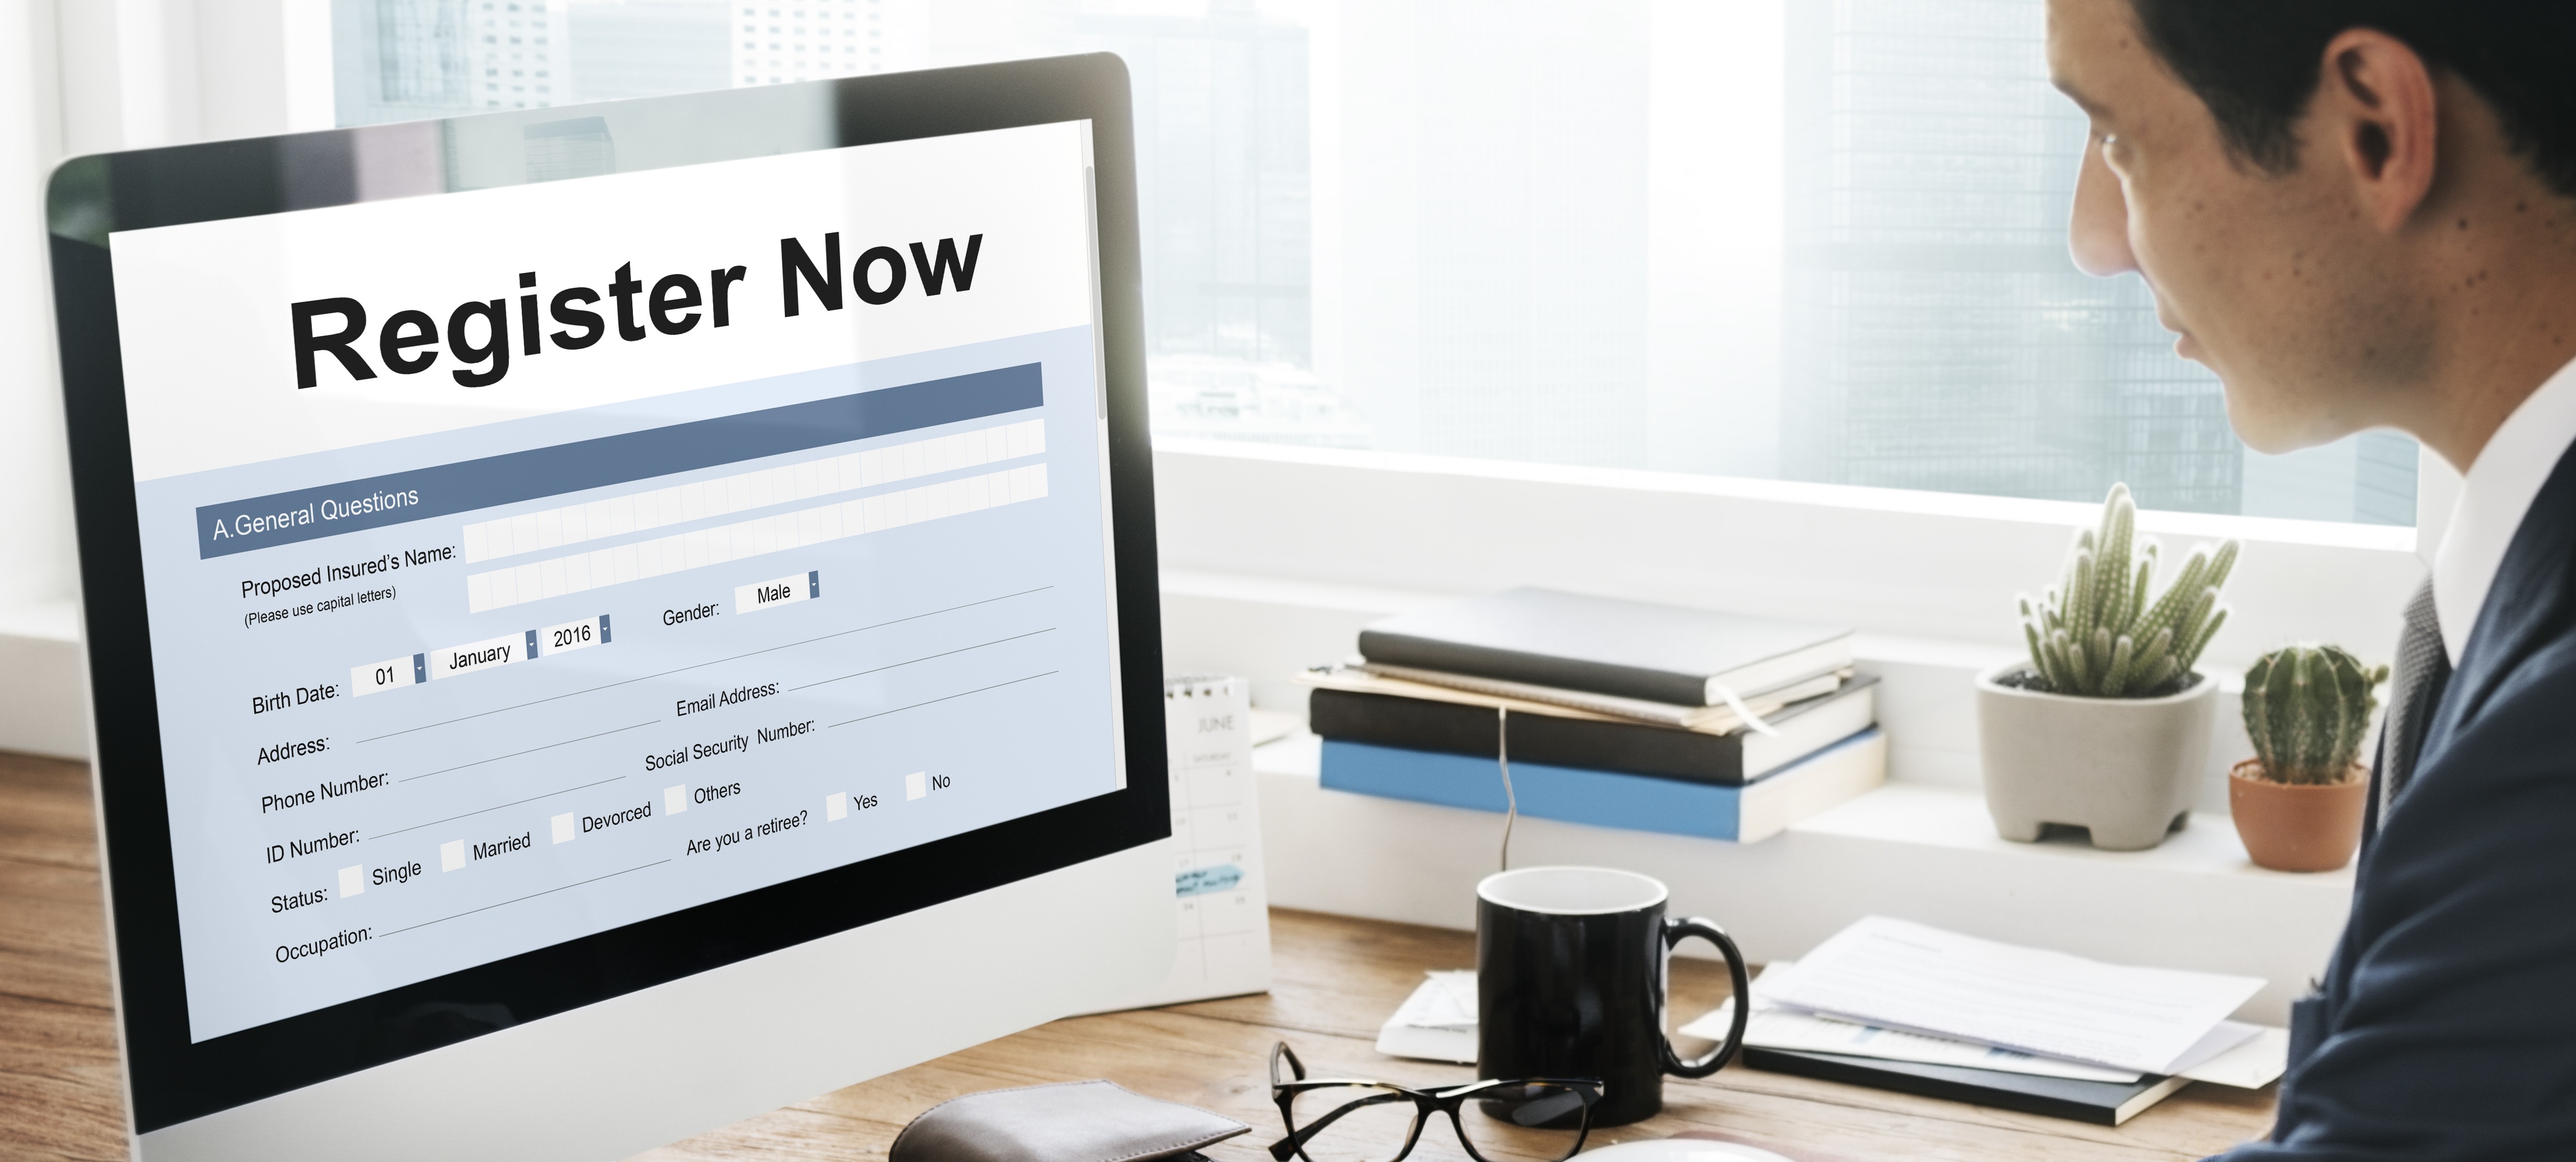 Register Now
A.General Questions
Proposed Insured's Name:
(Please use capital letters)
Birth Date: 01 January 2016 Gender: Male
Address:
Phone Number: Email Address:
ID Number: Social Security Number:
Status: Single Married Devorced Others
Occupation: Are you a retiree? Yes No
JUNE
SATURDAY